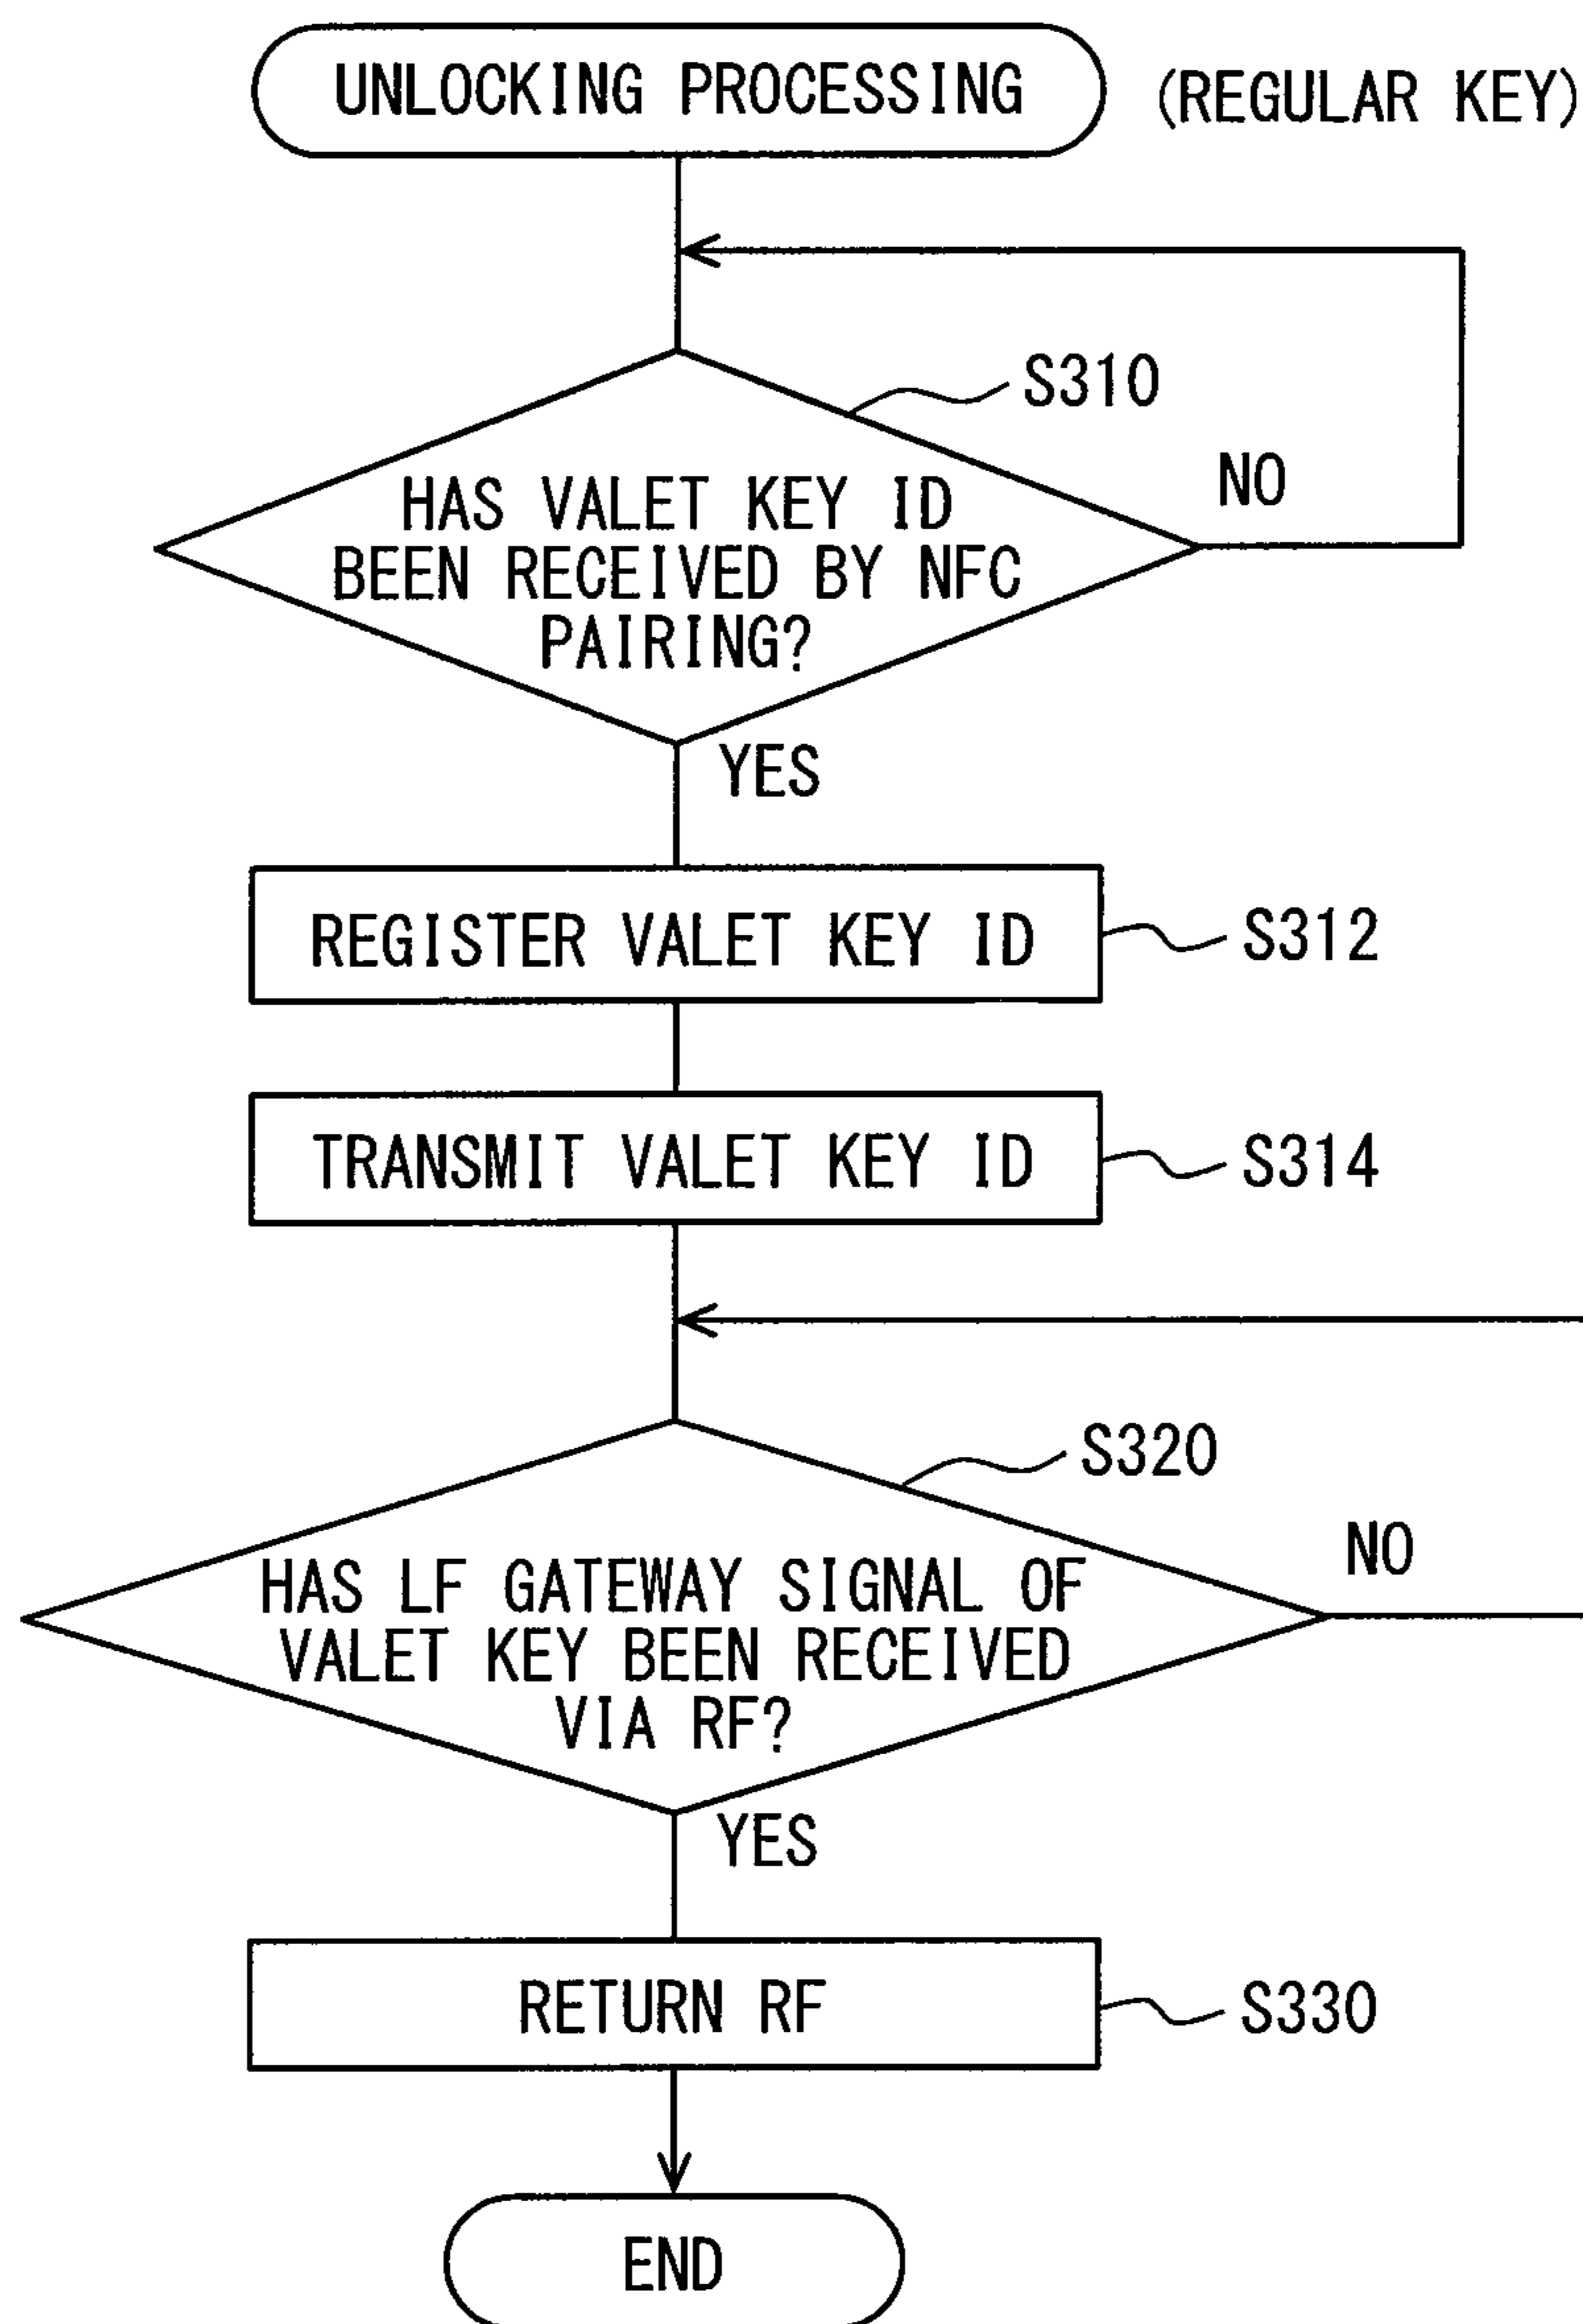 UNLOCKING PROCESSING
(REGULAR KEY)
S310
NO
HAS VALET KEY ID
BEEN RECEIVED BY NFC
PAIRING?
YES
REGISTER VALET KEY ID
S312
TRANSMIT VALET KEY ID
S314
S320
NO
HAS LF GATEWAY SIGNAL OF
VALET KEY BEEN RECEIVED
VIA RF?
YES
RETURN RF
S330
END